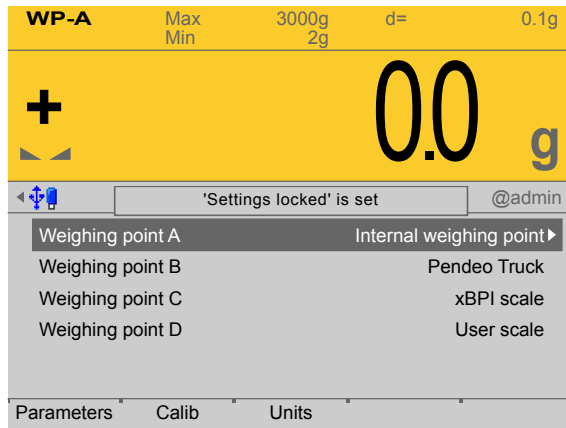 WP-A Max 3000g d= 0.1g
Min 2g
+ 0.0 g
'Settings locked' is set @admin
Weighing point A Internal weighing point
Weighing point B Pendeo Truck
Weighing point C xBPI scale
Weighing point D User scale
Parameters Calib Units